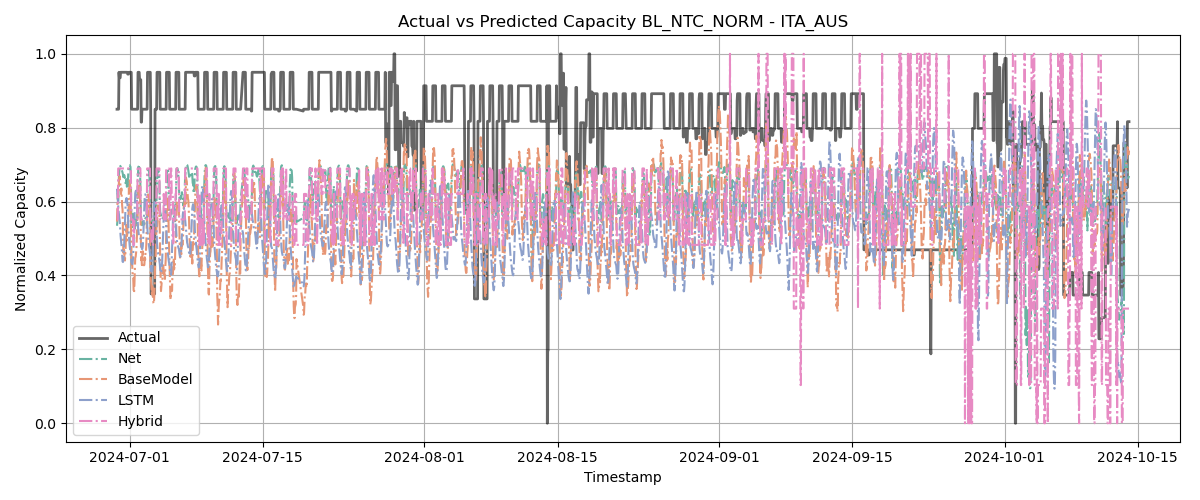 Actual vs Predicted Capacity BL_NTC_NORM - ITA_AUS
Normalized Capacity
1.0
0.8
0.6
0.4
0.2
0.0
Actual
Net
BaseModel
LSTM
Hybrid
2024-07-01
2024-07-15
2024-08-01
2024-08-15
2024-09-01
2024-09-15
2024-10-01
2024-10-15
Timestamp